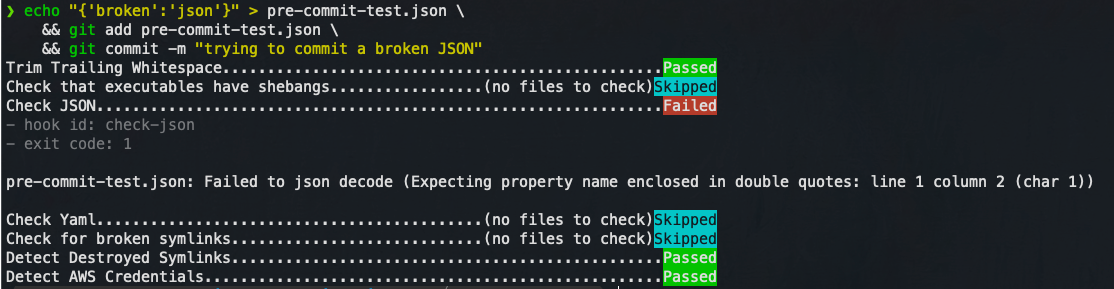 ❯ echo "{'broken':'json'}" > pre-commit-test.json \
&& git add pre-commit-test.json \
&& git commit -m "trying to commit a broken JSON"
Trim Trailing Whitespace.................................................Passed
Check that executables have shebangs.................(no files to check)Skipped
Check JSON...............................................................Failed
- hook id: check-json
- exit code: 1
pre-commit-test.json: Failed to json decode (Expecting property name enclosed in double quotes: line 1 column 2 (char 1))
Check Yaml...........................................(no files to check)Skipped
Check for broken symlinks............................(no files to check)Skipped
Detect Destroyed Symlinks................................................Passed
Detect AWS Credentials...................................................Passed